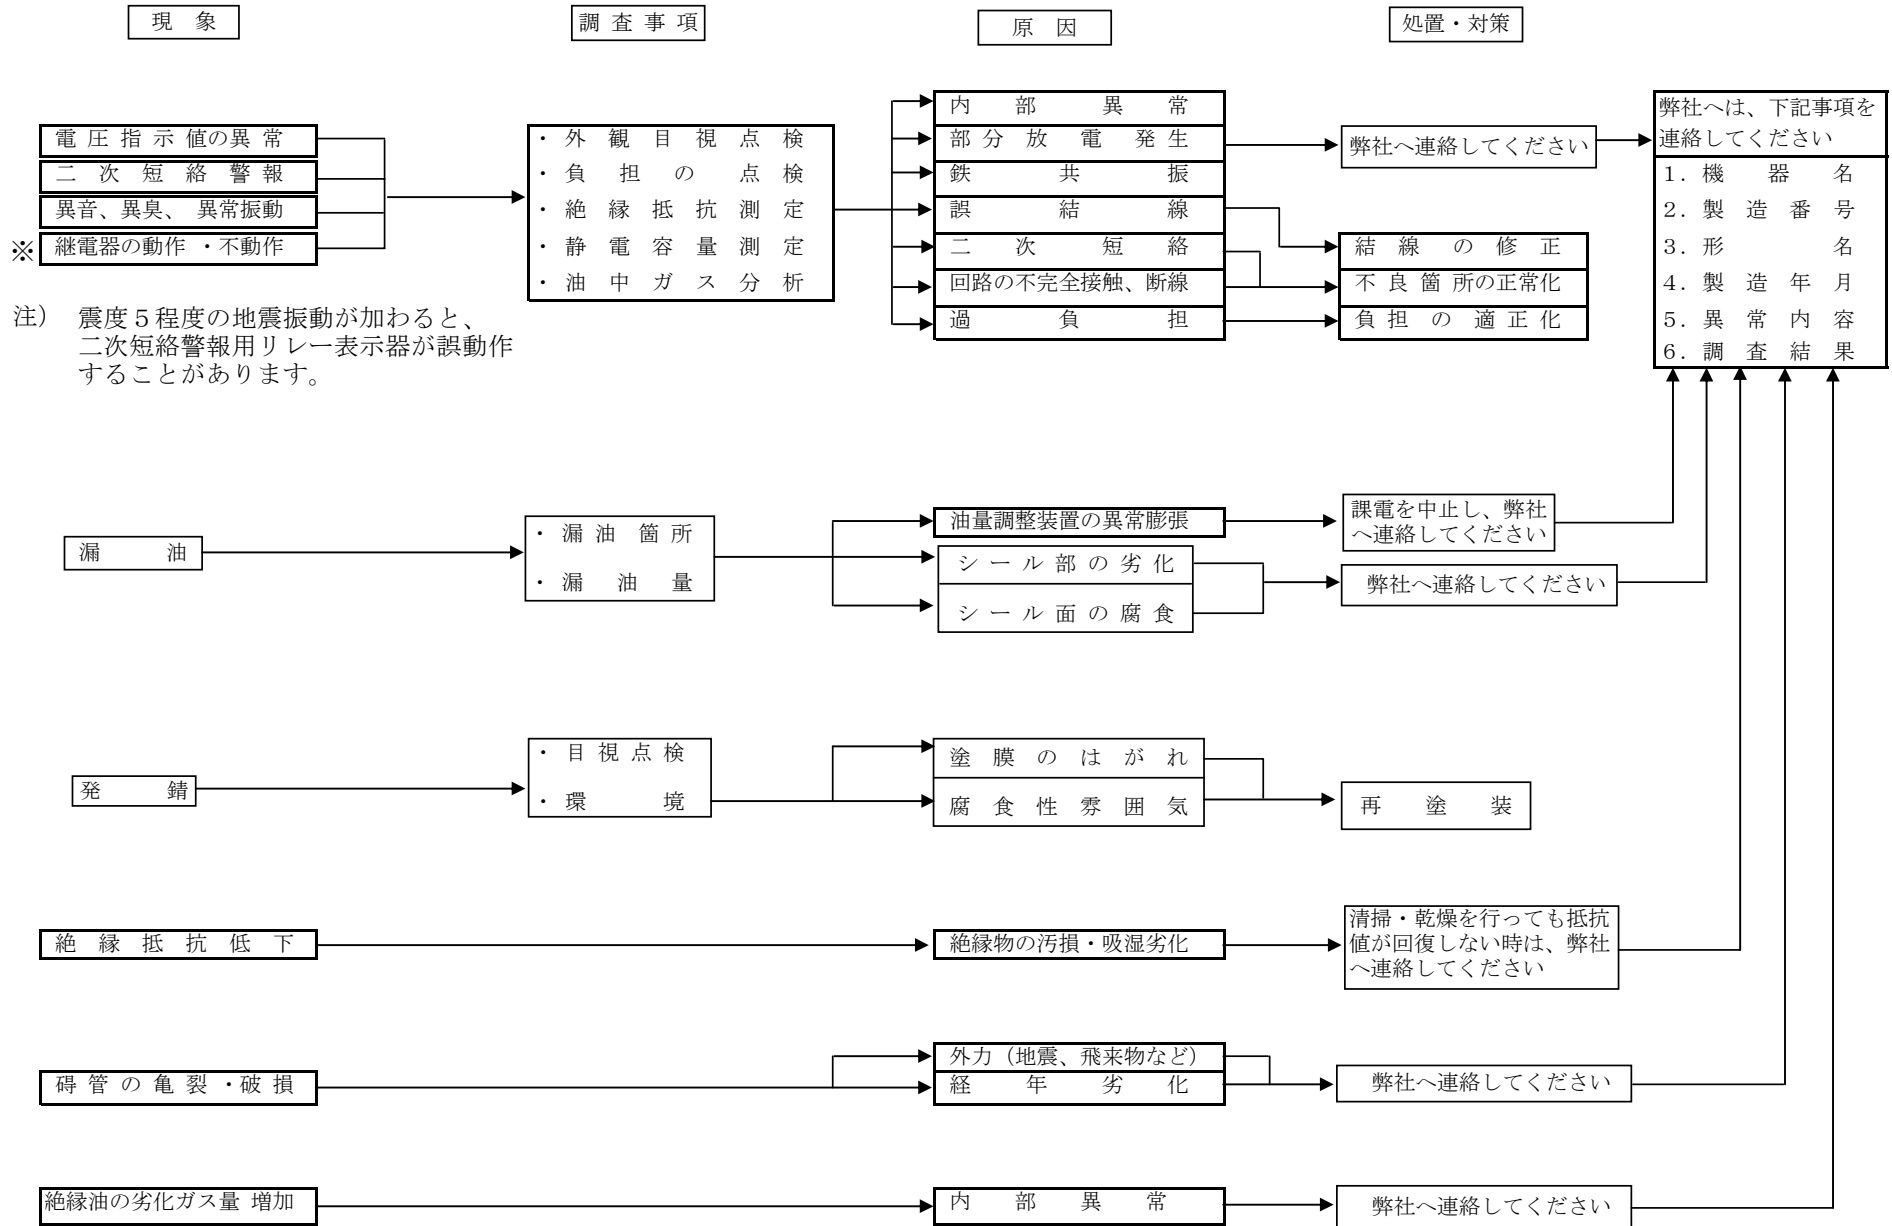 現象
調査事項
原因
処置・対策
電圧指示値の異常
二次短絡警報
異音、異臭、異常振動
※
継電器の動作・不動作
注) 震度5程度の地震振動が加わると、
二次短絡警報用リレー表示器が誤動作
することがあります。
・外観目視点検
・負担の点検
・絶縁抵抗測定
・静電容量測定
・油中ガス分析
内部異常
部分放電発生
鉄共振
誤結線
二次短絡
回路の不完全接触、断線
過負担
弊社へ連絡してください
結線の修正
不良箇所の正常化
負担の適正化
弊社へは、下記事項を
連絡してください
1.機器名
2.製造番号
3.形名
4.製造年月
5.異常内容
6.調査結果
漏油
・漏油箇所
・漏油量
油量調整装置の異常膨張
シール部の劣化
シール面の腐食
課電を中止し、弊社
へ連絡してください
弊社へ連絡してください
発錆
・目視点検
・環境
塗膜のはがれ
腐食性雰囲気
再塗装
絶縁抵抗低下
絶縁物の汚損・吸湿劣化
清掃・乾燥を行っても抵抗
値が回復しない時は、弊社
へ連絡してください
碍管の亀裂・破損
外力(地震、飛来物など)
経年劣化
弊社へ連絡してください
絶縁油の劣化ガス量増加
内部異常
弊社へ連絡してください